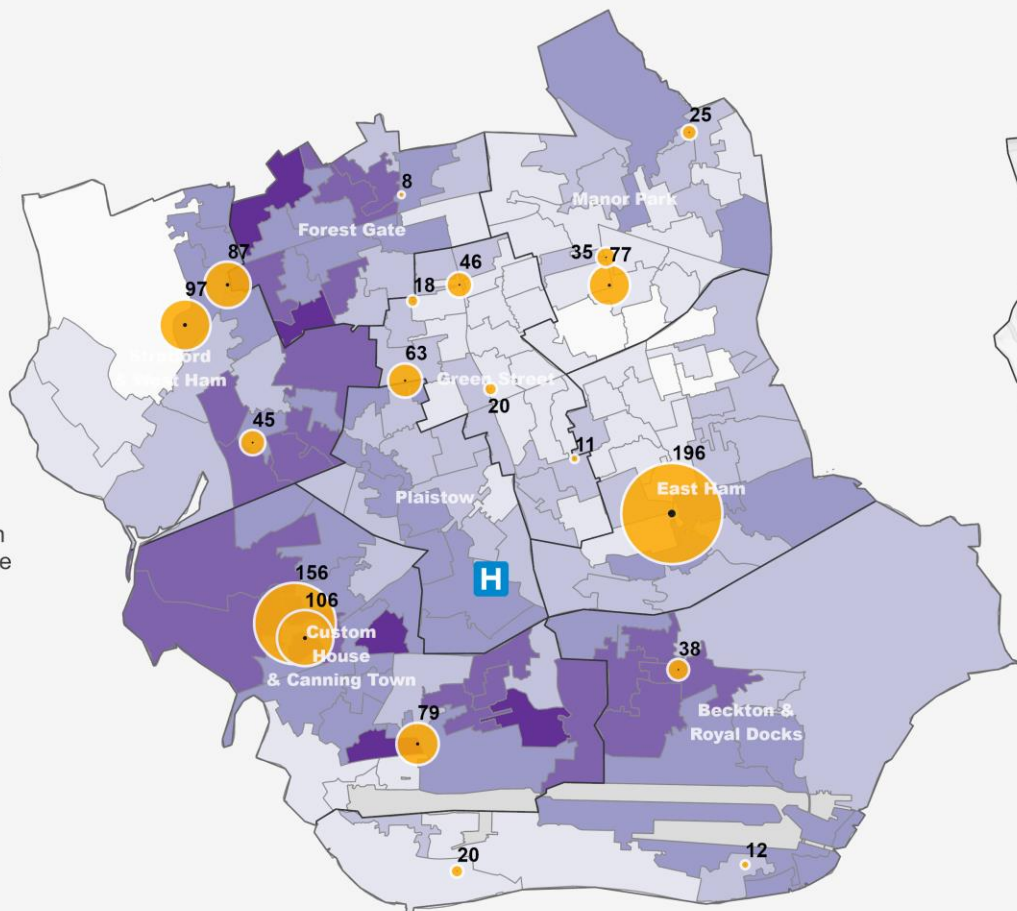 25
8
Manor Park
Forest Gate
87
46
35 77
97
18
Stratford
& West Ham
63
Green Street
20
45
11
196
East Ham
Plaistow
n
e
H
156
106
Custom
House
& Canning Town
38
79
Beckton &
Royal Docks
20
12